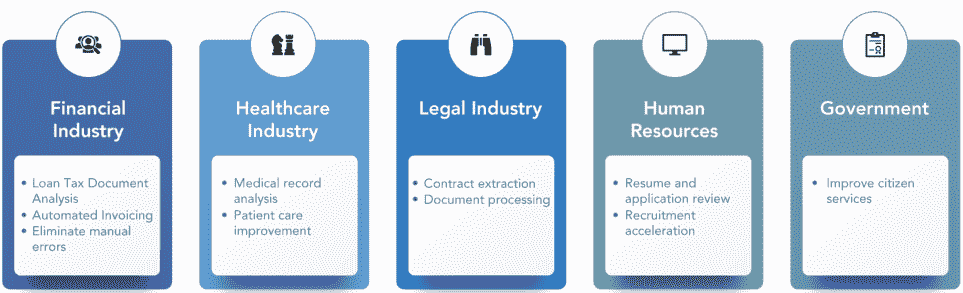 Financial
Industry
• Loan Tax Document
Analysis
• Automated Invoicing
• Eliminate manual
errors
Healthcare
Industry
• Medical record
analysis
• Patient care
improvement
Legal Industry
• Contract extraction
• Document processing
Human
Resources
• Resume and
application review
• Recruitment
acceleration
Government
• Improve citizen
services